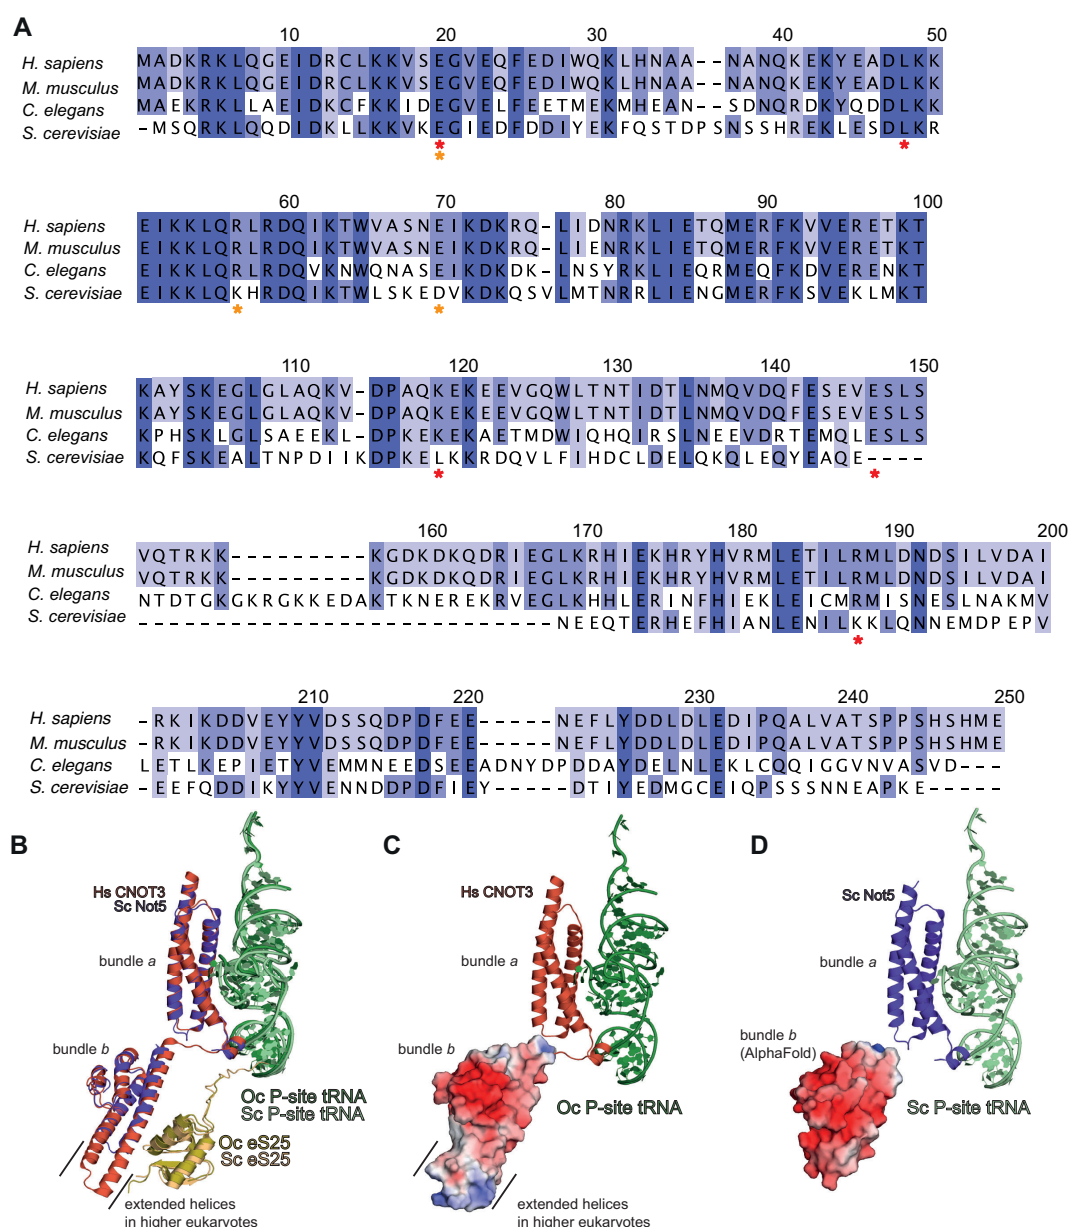 A
10 20 30 40 50
H. sapiens MADKRKLQGEIDRCLKKVSEGVEQFEDIWQKLHNAA--NANQKEKYEADLKK
M. musculus MADKRKLQGEIDRCLKKVSEGVEQFEDIWQKLHNAA--NANQKEKYEADLKK
C. elegans MAEKRKLLAEIDKCFKKIDEGVELFEETMEKMHEAN--SDNQRDKYQDDLKK
S. cerevisiae -MSQRKLQQDIDKLLKKVKEGIEDFDDIYEKFQSTDPSNSSHREKLESDLKR
* *
*
60 70 80 90 100
H. sapiens EIKKLQRLRDQIKTWVASNEIKDKRQ-LIDNRKLIETQMERFKVVERETKT
M. musculus EIKKLQRLRDQIKTWVASNEIKDKRQ-LIENRKLIETQMERFKVVERETKT
C. elegans EIKKLQRLRDQVKNWQNASEIKDKDK-LNSYRKLIEQRMEQFKDVERENKT
S. cerevisiae EIKKLQKHRDQIKTWLSKEDVKDKQSVLMTNRRLIENGMERFKSVEKLMKT
* *
110 120 130 140 150
H. sapiens KAYSKEGLGLAQKV-DPAQKEKEEVGQWLTNTIDTLNMQVDQFESEVESLS
M. musculus KAYSKEGLGLAQKV-DPAQKEKEEVGQWLTNTIDTLNMQVDQFESEVESLS
C. elegans KPHSKLGLSAEEKL-DPKEKEKAETMDWIQHQIRSLNEEVDRTEMQLESLS
S. cerevisiae KQFSKEALTNPDIIKDPKELKKRDQVLFIHDCLDELQKQLEQYEAQE----
* *
160 170 180 190 200
H. sapiens VQTRKK---------KGDKDKQDRIEGLKRHIEKHRYHVRMLETILRMLDNDSILVDAI
M. musculus VQTRKK---------KGDKDKQDRIEGLKRHIEKHRYHVRMLETILRMLDNDSILVDAI
C. elegans NTDTGKGKRGKKEDAKTKNEREKRVEGLKHHLERINFHIEKLEICMRMISNESLNAKMV
S. cerevisiae ---------------------------NEEQTERHEFHIANLENILKKLQNNEMDPEPV
*
210 220 230 240 250
H. sapiens -RKIKDDVEYYVDSSQDPDFEE-----NEFLYDDLDLEDIPQALVATSPPSHSHME
M. musculus -RKIKDDVEYYVDSSQDPDFEE-----NEFLYDDLDLEDIPQALVATSPPSHSHME
C. elegans LETLKEPIETYVEMMNEEDSEEADNYDPDDAYDELNLEKLCQQIGGVNVASVD---
S. cerevisiae -EEFQDDIKYYVENNDDPDFIEY-----DTIYEDMGCEIQPSSSNNEAPKE-----
B
Hs CNOT3
Sc Not5
bundle a
bundle b
Oc P-site tRNA
Sc P-site tRNA
Oc eS25
Sc eS25
extended helices
in higher eukaryotes
C
Hs CNOT3
bundle a
bundle b
Oc P-site tRNA
extended helices
in higher eukaryotes
D
Sc Not5
bundle a
bundle b
(AlphaFold)
Sc P-site tRNA